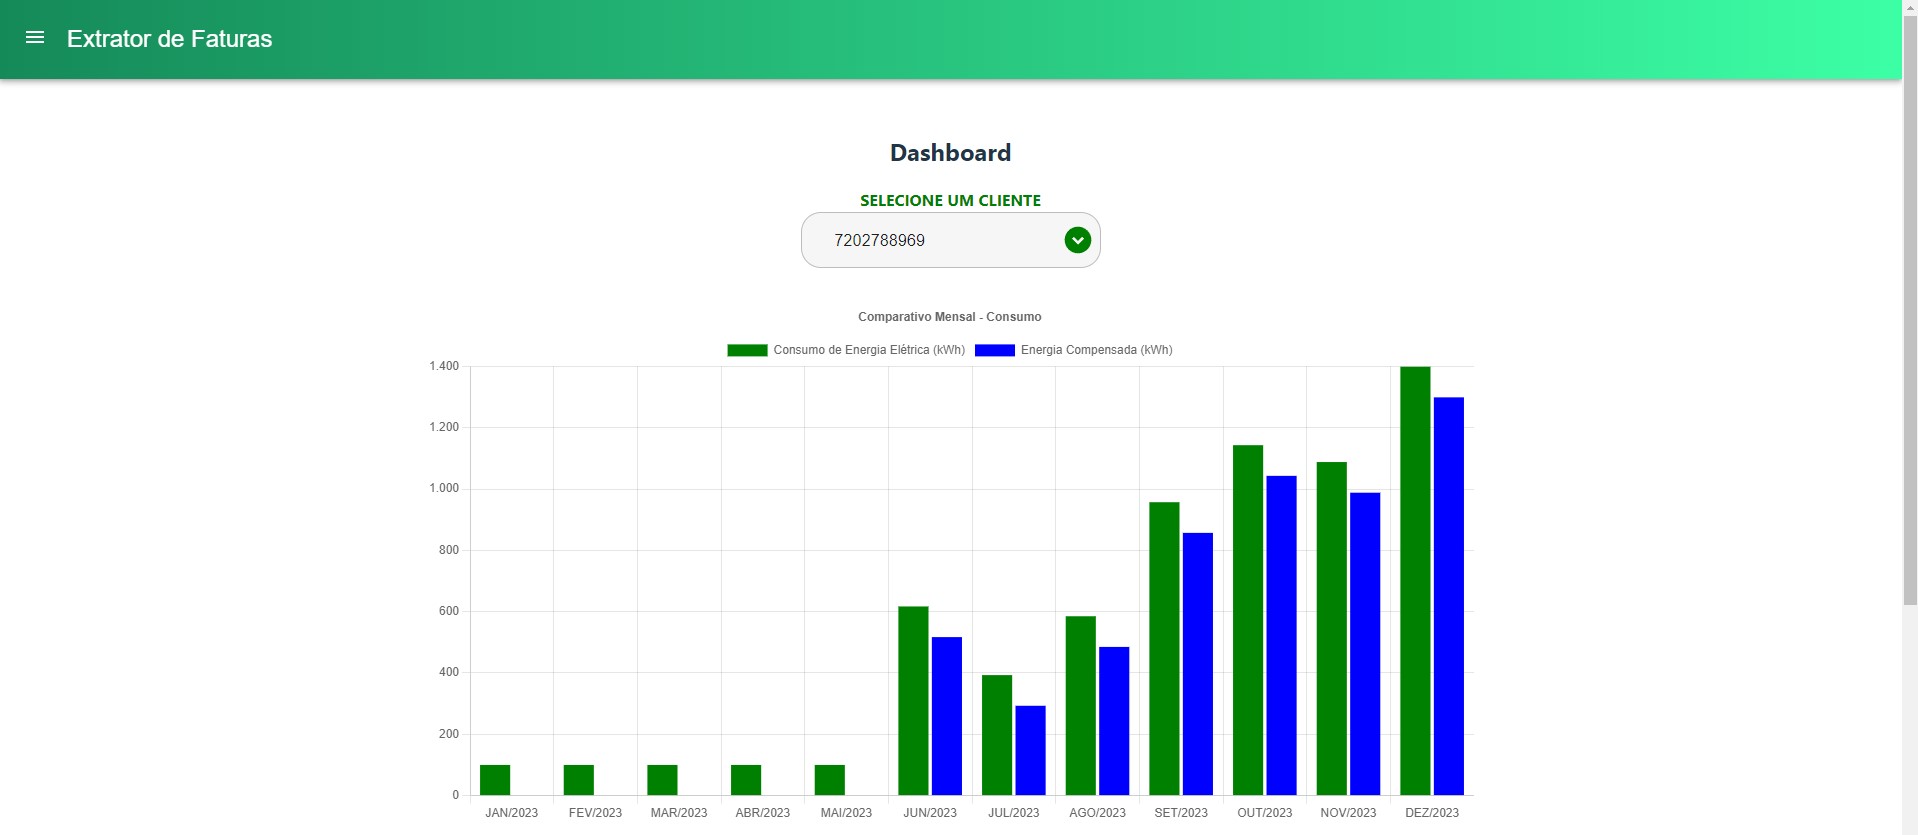 Extrator de Faturas
Dashboard
SELECIONE UM CLIENTE
7202788969
Comparativo Mensal - Consumo
Consumo de Energia Elétrica (kWh) Energia Compensada (kWh)
1.400
1.200
1.000
800
600
400
200
0
JAN/2023 FEV/2023 MAR/2023 ABR/2023 MAI/2023 JUN/2023 JUL/2023 AGO/2023 SET/2023 OUT/2023 NOV/2023 DEZ/2023